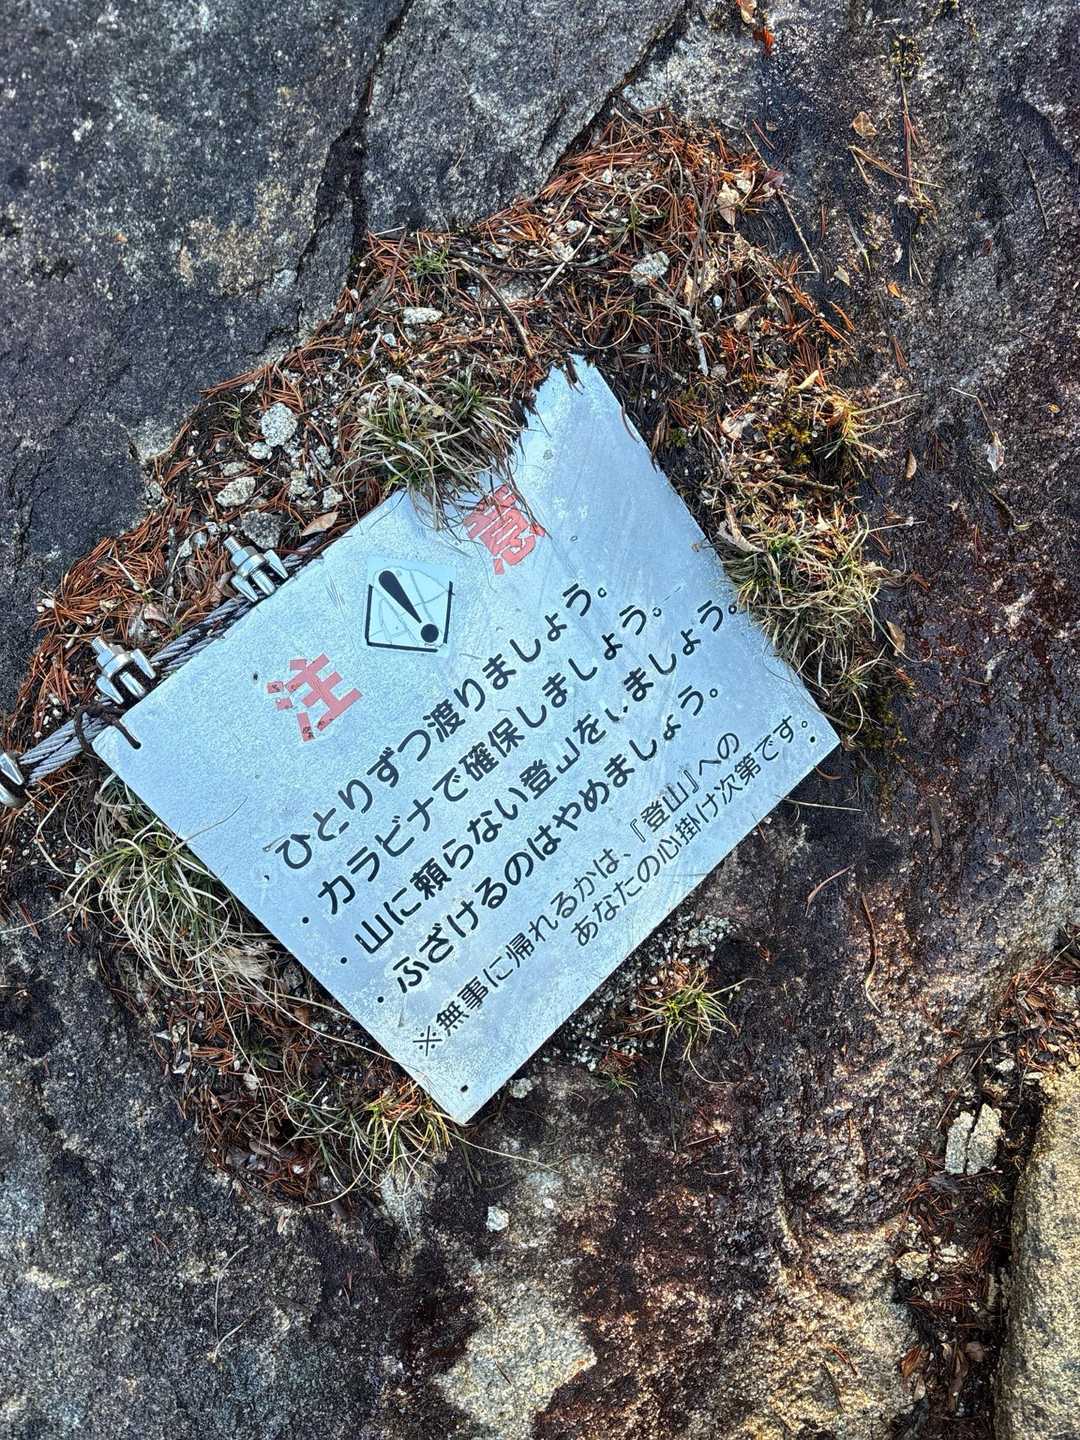 注 意
ひとりずつ渡りましょう。
・カラビナで確保しましょう。
・山に頼らない登山をいましょう。
・ふざけるのはやめましょう。
※無事に帰れるかは、『登山』への
あなたの心掛け次第です。